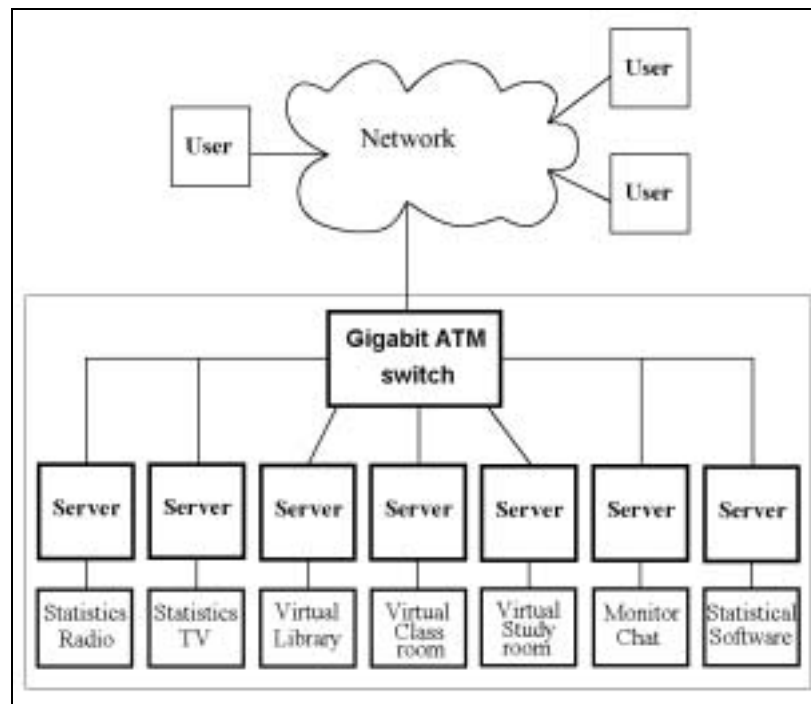 User
User
Network
User
Gigabit ATM
switch
Server
Server
Server
Server
Server
Server
Server
Statistics
Radio
Statistics
TV
Virtual
Library
Virtual
Class
room
Virtual
Study
room
Monitor
Chat
Statistical
Software